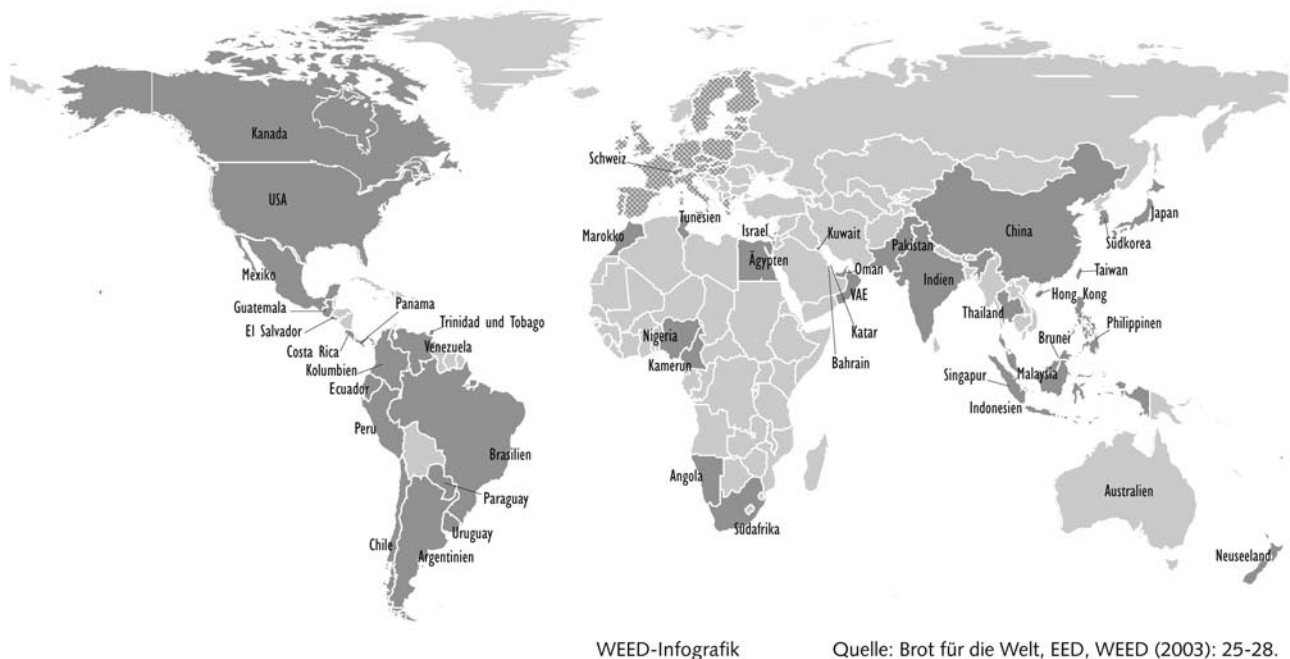 Kanada
USA
Mexiko
Guatemala
El Salvador
Costa Rica
Panama
Trinidad und Tobago
Venezuela
Kolumbien
Ecuador
Peru
Brasilien
Paraguay
Uruguay
Chile
Argentinien
Schweiz
Tunesien
Marokko
Israel
Ägypten
Kuwait
Oman
VAE
Katar
Bahrain
Nigeria
Kamerun
Angola
Südafrika
Pakistan
Indien
China
Japan
Südkorea
Taiwan
Hong Kong
Thailand
Philippinen
Brunei
Malaysia
Singapur
Indonesien
Australien
Neuseeland
WEED-Infografik
Quelle: Brot für die Welt, EED, WEED (2003): 25-28.